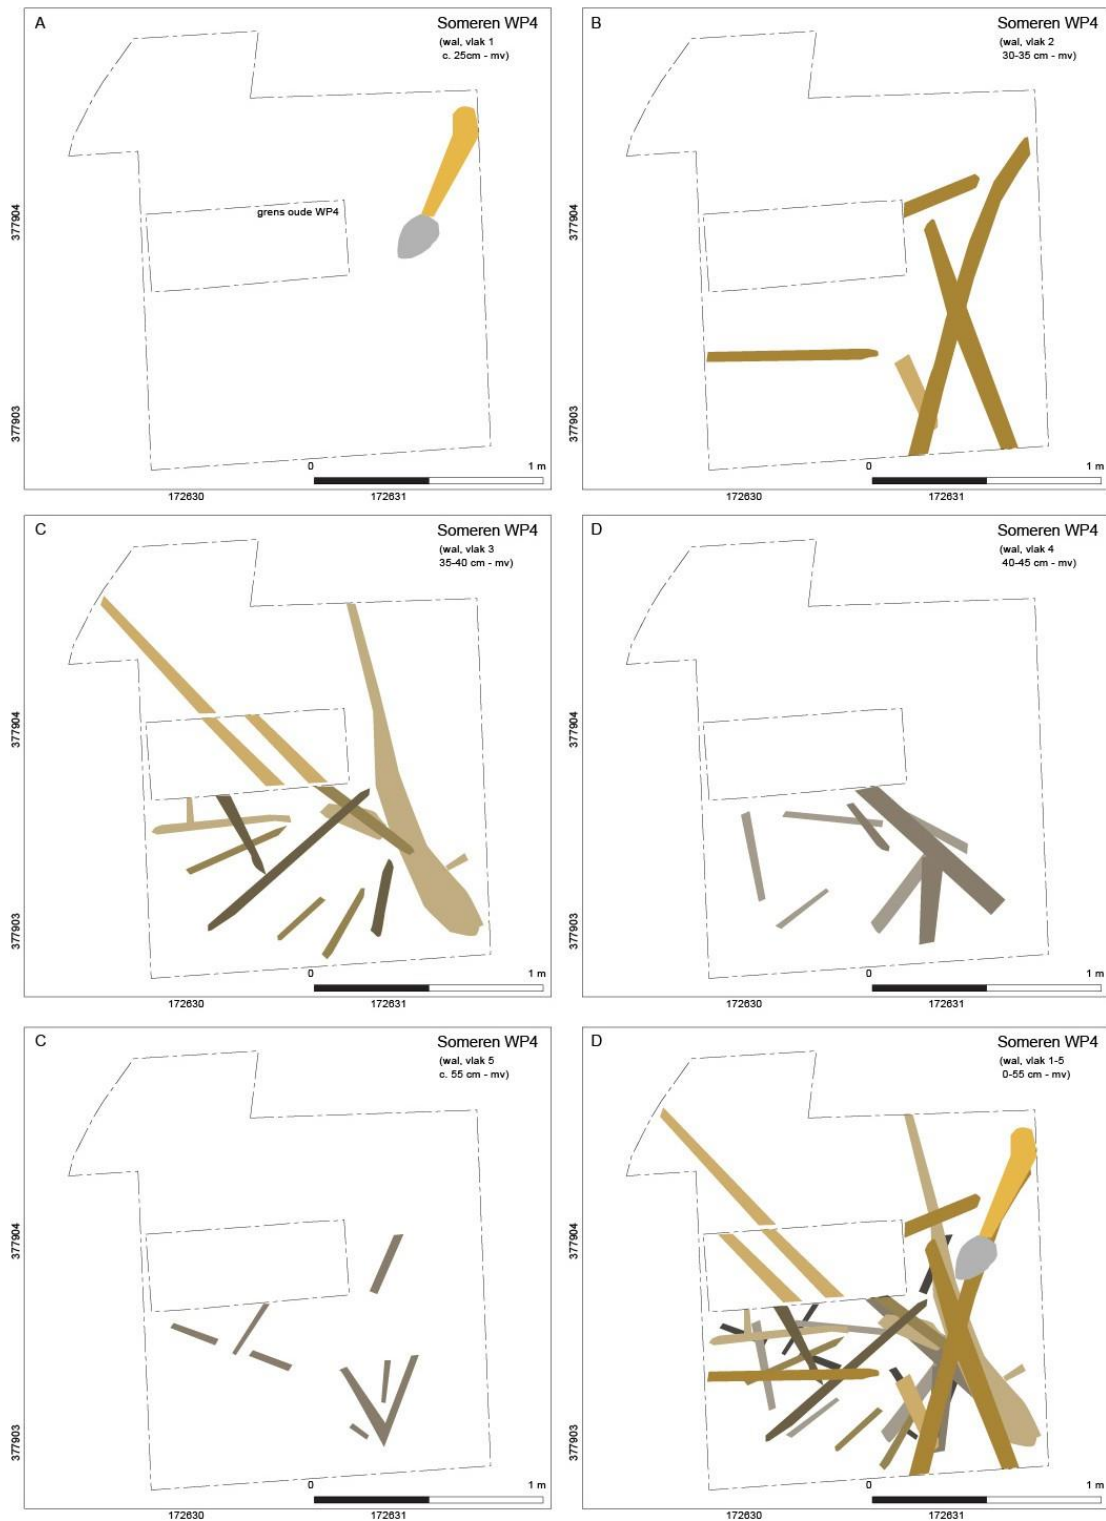 A
Someren WP4
(wal, vlak 1
c. 25cm - mv)
grens oude WP4
377904
377903
0
1 m
172630
172631
B
Someren WP4
(wal, vlak 2
30-35 cm - mv)
377904
377903
0
1 m
172630
172631
C
Someren WP4
(wal, vlak 3
35-40 cm - mv)
377904
377903
0
1 m
172630
172631
D
Someren WP4
(wal, vlak 4
40-45 cm - mv)
377904
377903
0
1 m
172630
172631
C
Someren WP4
(wal, vlak 5
c. 55 cm - mv)
377904
377903
0
1 m
172630
172631
D
Someren WP4
(wal, vlak 1-5
0-55 cm - mv)
377904
377903
0
1 m
172630
172631